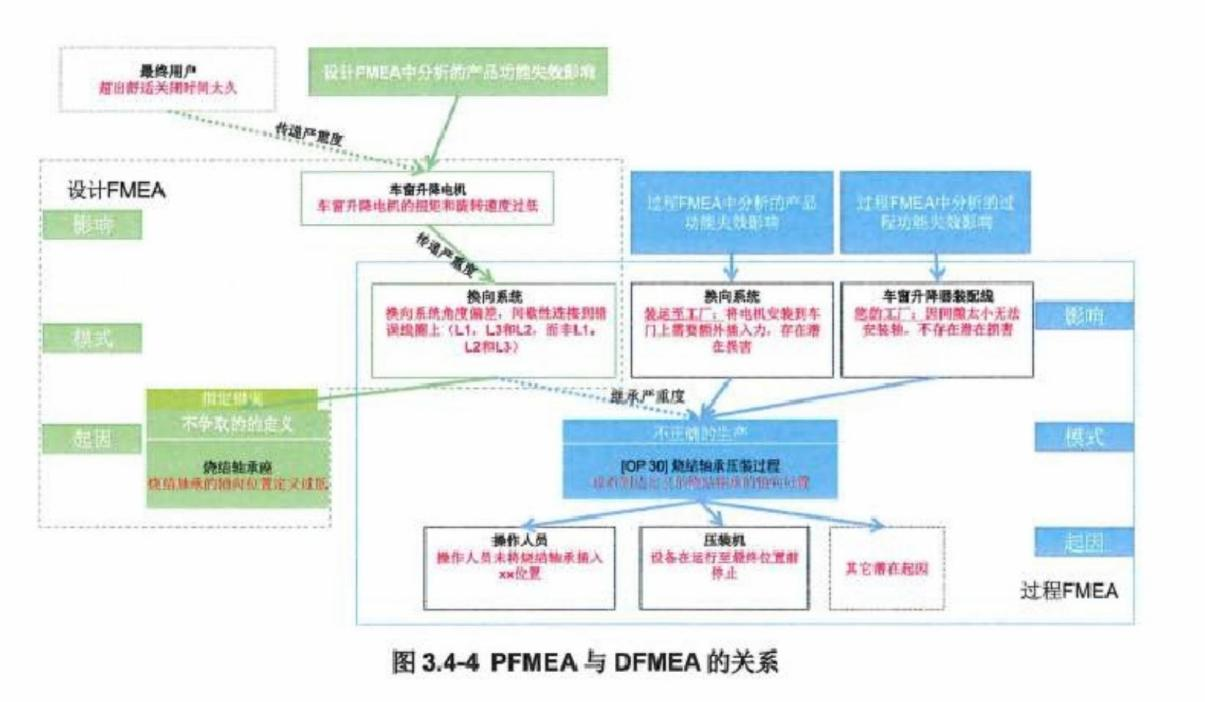 最终用户
超出舒适关闭时间太久
设计FMEA中分析的产品功能失效影响
传递严重度
设计FMEA
影响
车窗升降电机
车窗升降电机的扭矩和旋转速度过低
过程FMEA中分析的产品
功能失效影响
过程FMEA中分析的过
程功能失效影响
传递严重度
模式
换向系统
换向系统角度偏差，间歇性连接到错
误线圈上（L1，L3和L2，而非L1，
L2和L3）
换向系统
装运至工厂：将电机安装到车
门上需要额外插入力，存在潜
在损害
车窗升降器装配线
您的工厂：因间隙太小无法
安装轴，不存在潜在损害
影响
继承严重度
起因
不争取的的定义
烧结轴承座
烧结轴承的轴向位置定义过低
不正确的生产
[OP 30] 烧结轴承压装过程
模式
操作人员
操作人员未将烧结轴承插入
xx位置
压装机
设备在运行至最终位置前
停止
其它潜在起因
起因
过程FMEA
图 3.4-4 PFMEA 与 DFMEA 的关系